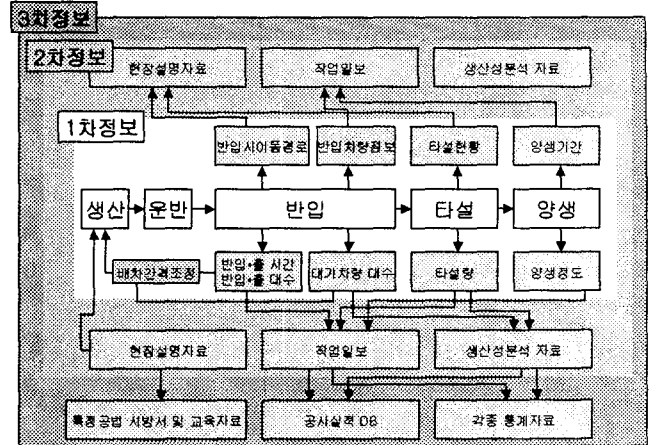 3차정보
2차정보
현장설명자료
작업일보
생산성분석 자료
1차정보
반입시이동경로
반입차량정보
타설현황
양생기간
생산
운반
반입
타설
양생
배차간격조정
반입•출 시간
반입•출 대수
대기차량 대수
타설량
양생정도
현장설명자료
작업일보
생산성분석 자료
특정공법 시방서 및 교육자료
공사실적 DB
각종 통계자료